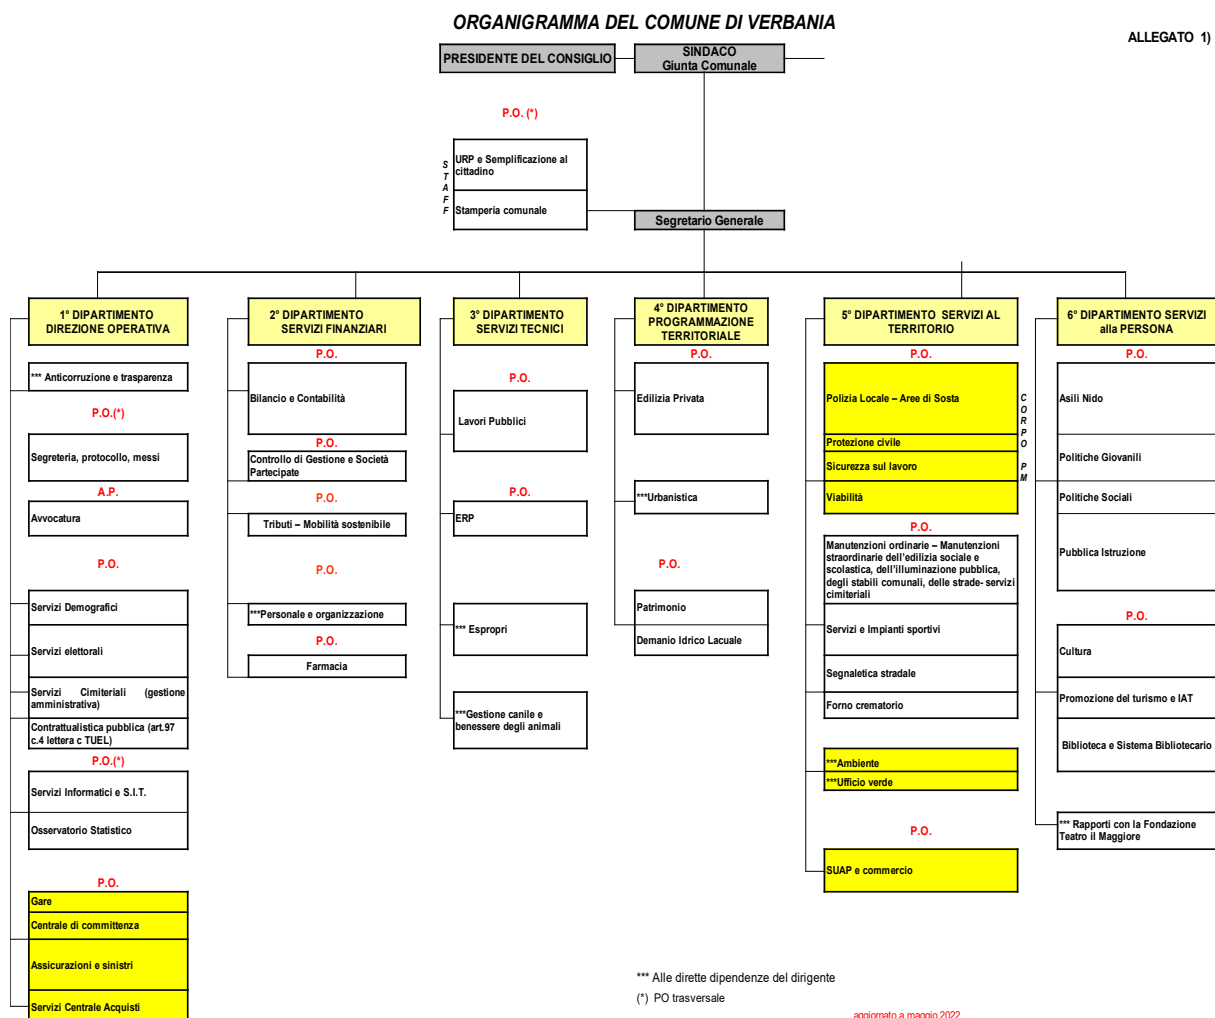 ORGANIGRAMMA DEL COMUNE DI VERBANIA
ALLEGATO 1)
PRESIDENTE DEL CONSIGLIO
SINDACO
Giunta Comunale
P.O. (*)
STAFF
URP e Semplificazione al
cittadino
Stamperia comunale
Segretario Generale
1° DIPARTIMENTO
DIREZIONE OPERATIVA
*** Anticorruzione e trasparenza
P.O.(*)
Segreteria, protocollo, messi
A.P.
Avvocatura
P.O.
Servizi Demografici
Servizi elettorali
Servizi Cimiteriali (gestione
amministrativa)
Contrattualistica pubblica (art.97
c.4 lettera c TUEL)
P.O.(*)
Servizi Informatici e S.I.T.
Osservatorio Statistico
P.O.
Gare
Centrale di committenza
Assicurazioni e sinistri
Servizi Centrale Acquisti
2° DIPARTIMENTO
SERVIZI FINANZIARI
P.O.
Bilancio e Contabilità
P.O.
Controllo di Gestione e Società
Partecipate
P.O.
Tributi – Mobilità sostenibile
P.O.
***Personale e organizzazione
P.O.
Farmacia
3° DIPARTIMENTO
SERVIZI TECNICI
P.O.
Lavori Pubblici
P.O.
ERP
*** Espropri
***Gestione canile e
benessere degli animali
4° DIPARTIMENTO
PROGRAMMAZIONE
TERRITORIALE
P.O.
Edilizia Privata
***Urbanistica
P.O.
Patrimonio
Demanio Idrico Lacuale
5° DIPARTIMENTO SERVIZI AL
TERRITORIO
P.O.
Polizia Locale – Aree di Sosta
Protezione civile
Sicurezza sul lavoro
Viabilità
CORPO PM
P.O.
Manutenzioni ordinarie – Manutenzioni
straordinarie dell'edilizia sociale e
scolastica, dell'illuminazione pubblica,
degli stabili comunali, delle strade- servizi
cimiteriali
Servizi e Impianti sportivi
Segnaletica stradale
Forno crematorio
***Ambiente
***Ufficio verde
P.O.
SUAP e commercio
6° DIPARTIMENTO SERVIZI
alla PERSONA
P.O.
Asili Nido
Politiche Giovanili
Politiche Sociali
Pubblica Istruzione
P.O.
Cultura
Promozione del turismo e IAT
Biblioteca e Sistema Bibliotecario
*** Rapporti con la Fondazione
Teatro il Maggiore
*** Alle dirette dipendenze del dirigente
(*) PO trasversale
aggiornato a maggio 2022